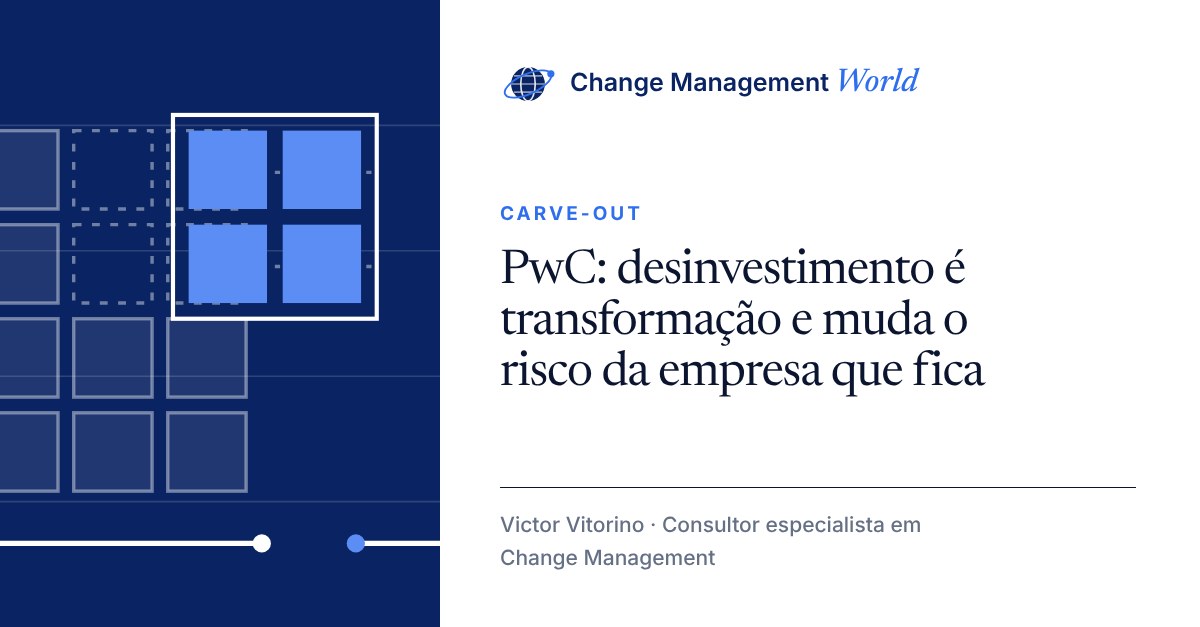 Change Management World
CARVE-OUT
PwC: desinvestimento é
transformação e muda o
risco da empresa que fica
Victor Vitorino · Consultor especialista em
Change Management